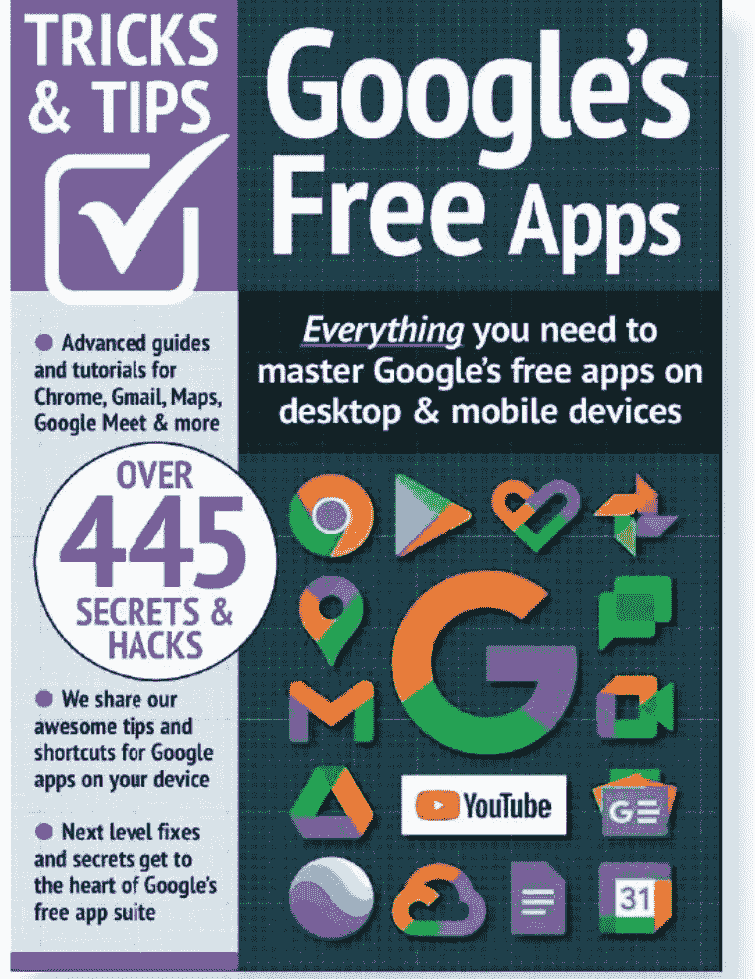 TRICKS
& TIPS
Google's
Free Apps
Everything you need to
master Google's free apps on
desktop & mobile devices
● Advanced guides
and tutorials for
Chrome, Gmail, Maps,
Google Meet & more
OVER
445
SECRETS &
HACKS
● We share our
awesome tips and
shortcuts for Google
apps on your device
● Next level fixes
and secrets get to
the heart of Google's
free app suite
G
YouTube
GE
31